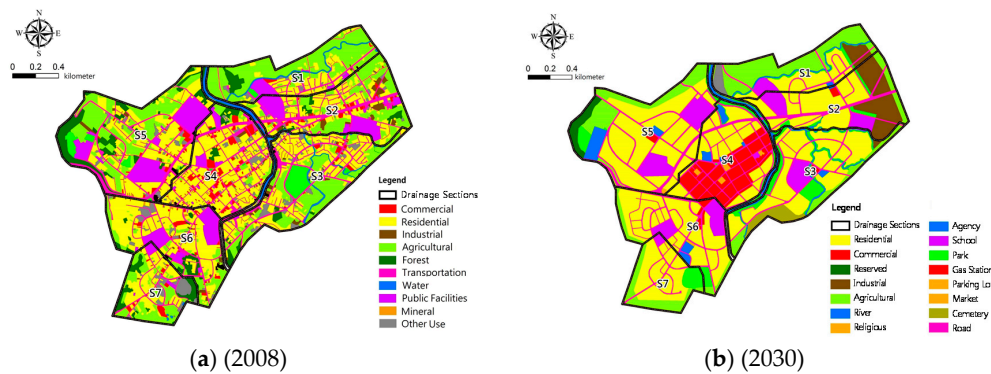 N
W E
S
0 0.2 0.4
kilometer
S1
S2
S3
S4
S5
S6
S7
Legend
Drainage Sections
Commercial
Residential
Industrial
Agricultural
Forest
Transportation
Water
Public Facilities
Mineral
Other Use
(a) (2008)
N
W E
S
0 0.2 0.4
kilometer
S1
S2
S3
S4
S5
S6
S7
Legend
Drainage Sections
Residential
Commercial
Reserved
Industrial
Agricultural
River
Religious
Agency
School
Park
Gas Station
Parking Lo
Market
Cemetery
Road
(b) (2030)